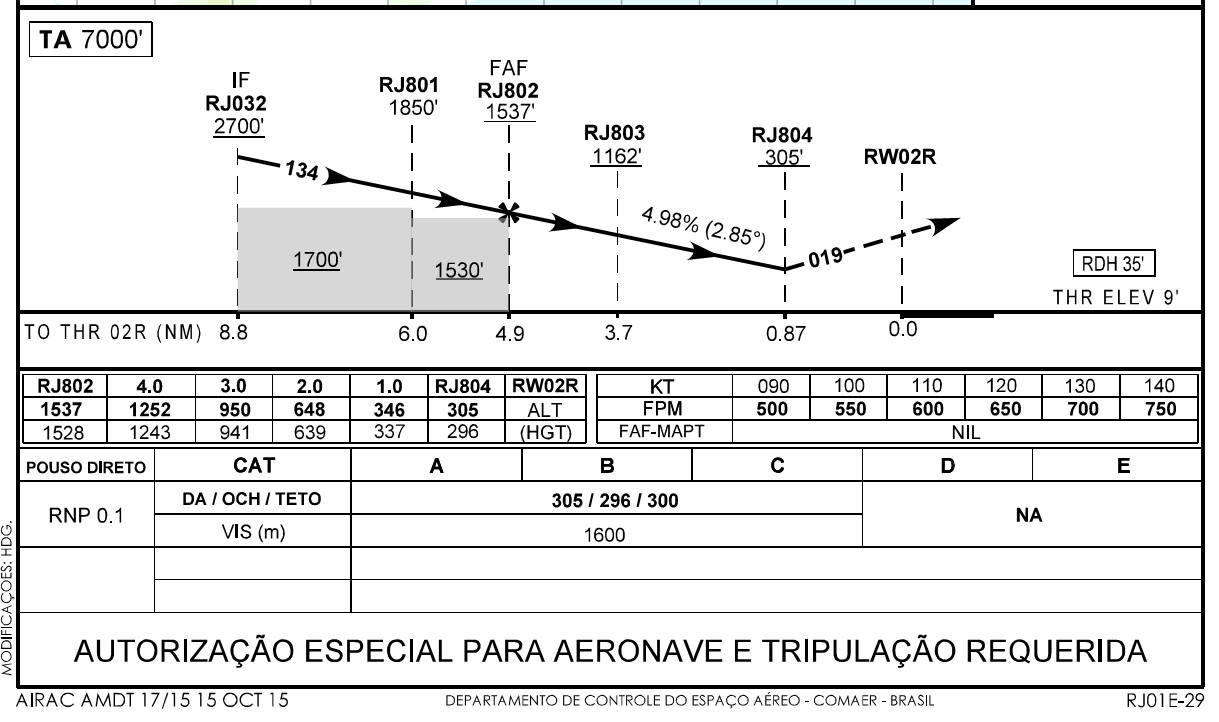 TA 7000'
IF
RJ032
2700'
RJ801
1850'
FAF
RJ802
1537'
RJ803
1162'
RJ804
305'
RW02R
134
4.98% (2.85°)
019
1700'
1530'
RDH 35'
THR ELEV 9'
TO THR 02R (NM) 8.8 6.0 4.9 3.7 0.87 0.0
RJ802 4.0 3.0 2.0 1.0 RJ804 RW02R KT 090 100 110 120 130 140
1537 1252 950 648 346 305 ALT FPM 500 550 600 650 700 750
1528 1243 941 639 337 296 (HGT) FAF-MAPT NIL
POUSO DIRETO CAT A B C D E
RNP 0.1 DA / OCH / TETO 305 / 296 / 300 NA
VIS (m) 1600
AUTORIZAÇÃO ESPECIAL PARA AERONAVE E TRIPULAÇÃO REQUERIDA
MODIFICAÇÕES: HDG.
AIRAC AMDT 17/15 15 OCT 15 DEPARTAMENTO DE CONTROLE DO ESPAÇO AÉREO - COMAER - BRASIL RJ01E-29